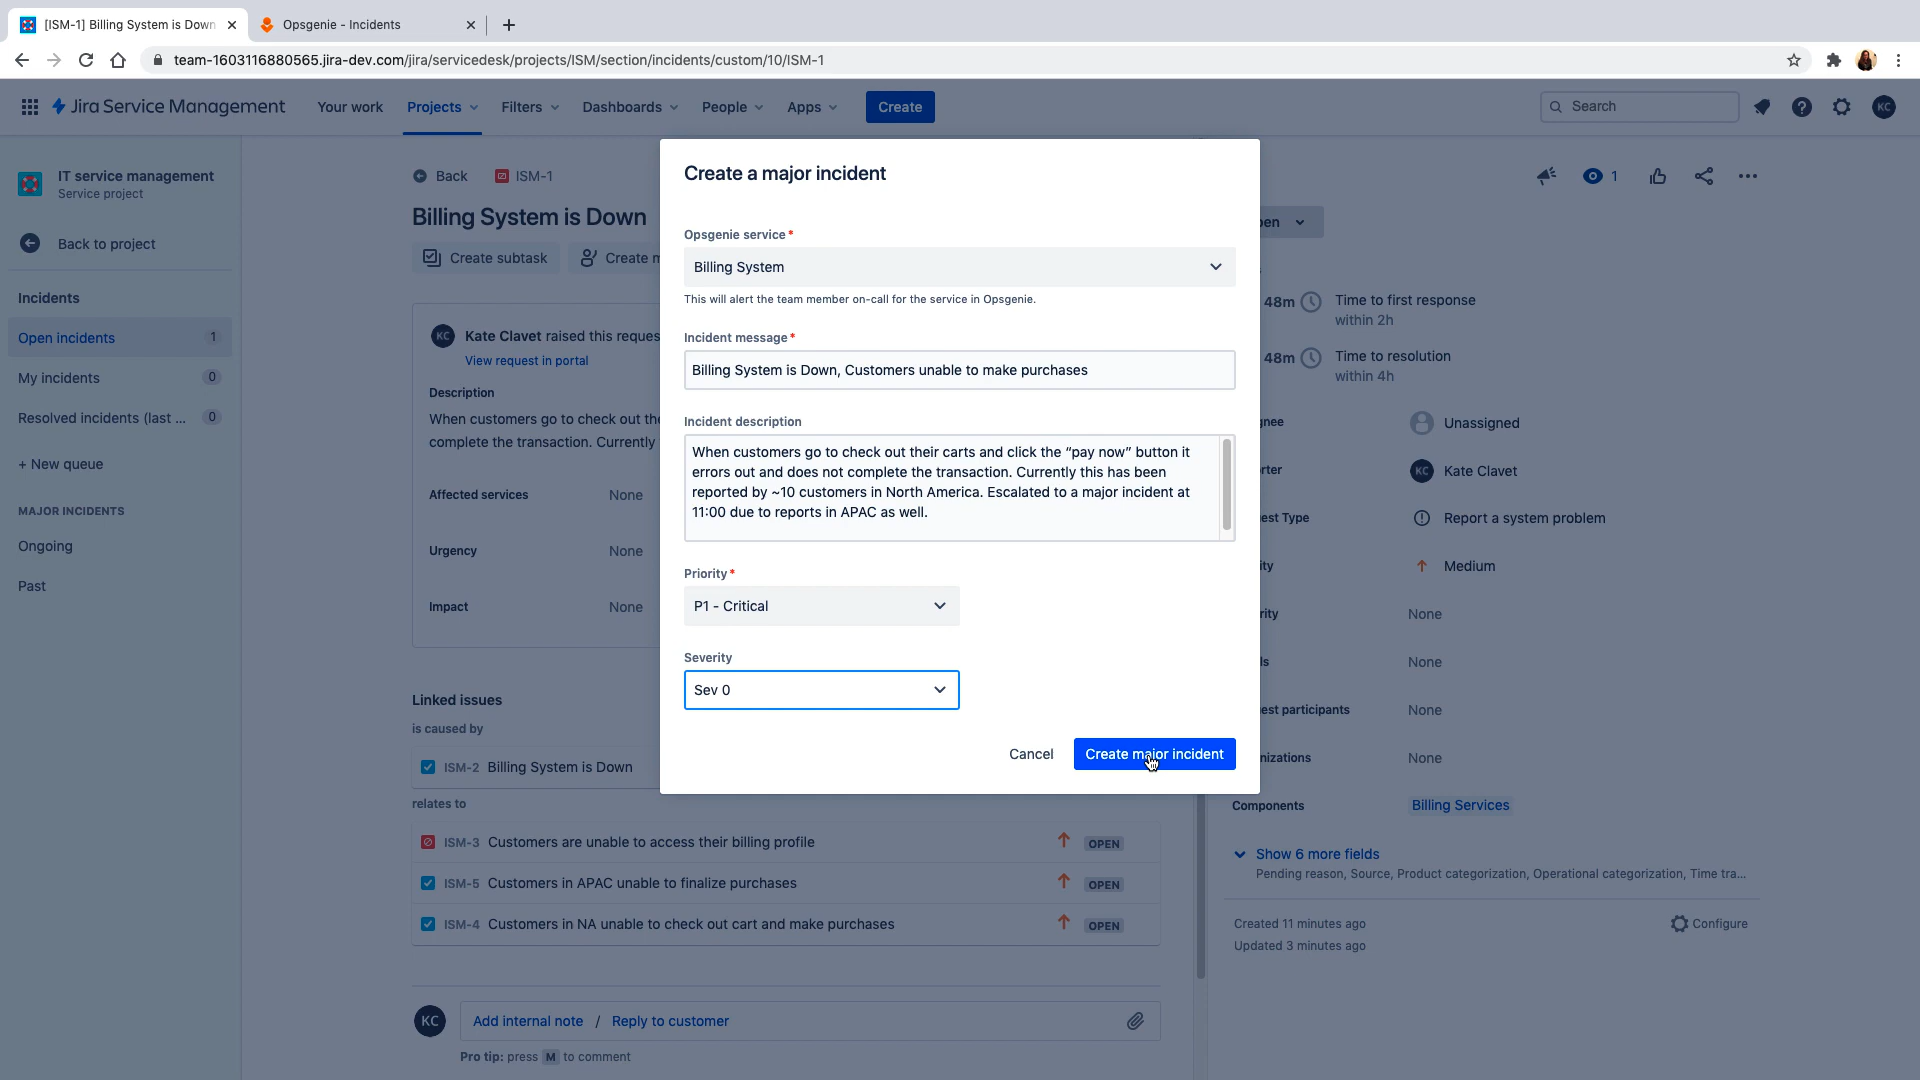 [ISM-1] Billing System is Down
Opsgenie - Incidents
team-1603116880565.jira-dev.com/jira/servicedesk/projects/ISM/section/incidents/custom/10/ISM-1
Jira Service Management
Your work
Projects
Filters
Dashboards
People
Apps
Create
Search
KC
IT service management
Service project
Back to project
Incidents
Open incidents 1
My incidents 0
Resolved incidents (last ... 0
+ New queue
MAJOR INCIDENTS
Ongoing
Past
Back
ISM-1
Billing System is Down
Create subtask
Create
KC
Kate Clavet raised this reques
View request in portal
Description
When customers go to check out the
complete the transaction. Currently
Affected services None
Urgency None
Impact None
Linked issues
is caused by
ISM-2 Billing System is Down
relates to
ISM-3 Customers are unable to access their billing profile OPEN
ISM-5 Customers in APAC unable to finalize purchases OPEN
ISM-4 Customers in NA unable to check out cart and make purchases OPEN
KC
Add internal note / Reply to customer
Pro tip: press M to comment
Create a major incident
Opsgenie service*
Billing System
This will alert the team member on-call for the service in Opsgenie.
Incident message*
Billing System is Down, Customers unable to make purchases
Incident description
When customers go to check out their carts and click the “pay now” button it
errors out and does not complete the transaction. Currently this has been
reported by ~10 customers in North America. Escalated to a major incident at
11:00 due to reports in APAC as well.
Priority*
P1 - Critical
Severity
Sev 0
Cancel
Create major incident
1
pen
48m Time to first response
within 2h
48m Time to resolution
within 4h
gnee Unassigned
rter KC Kate Clavet
est Type Report a system problem
ity Medium
rity None
ls None
est participants None
nizations None
Components Billing Services
Show 6 more fields
Pending reason, Source, Product categorization, Operational categorization, Time tra...
Created 11 minutes ago
Configure
Updated 3 minutes ago